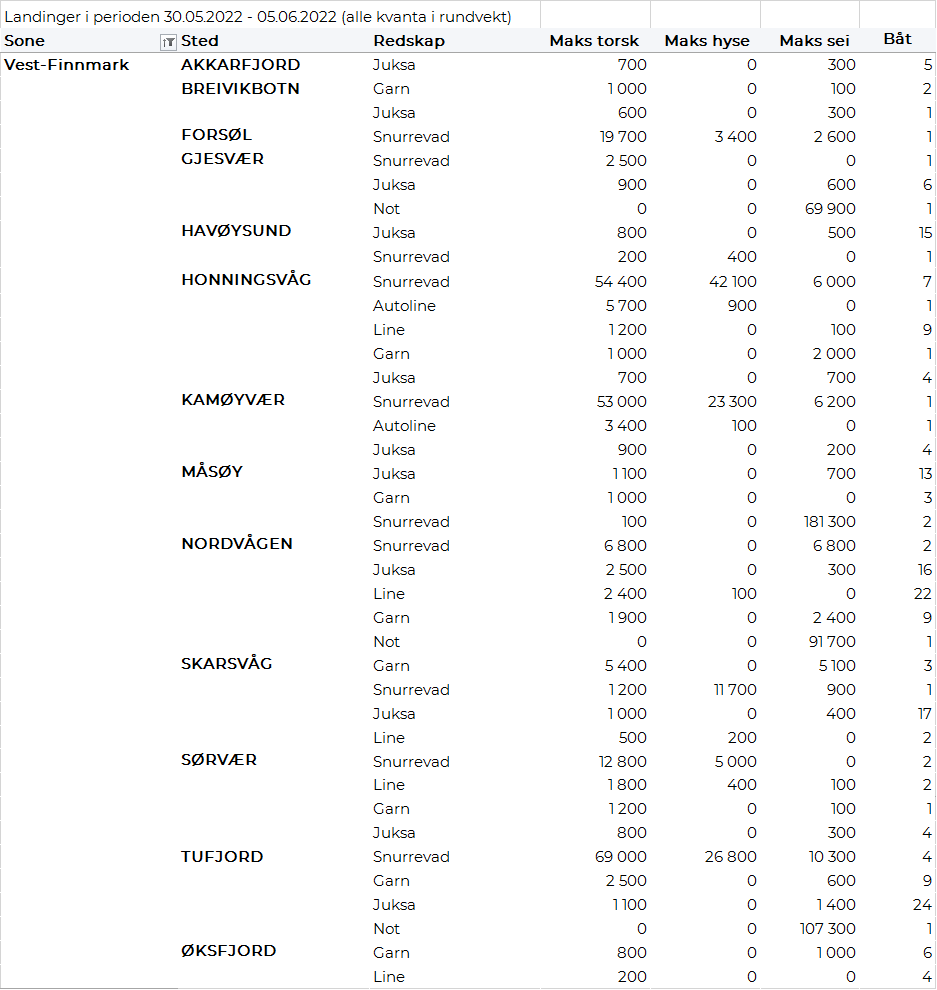 Landinger i perioden 30.05.2022 - 05.06.2022 (alle kvanta i rundvekt)
Sone Sted Redskap Maks torsk Maks hyse Maks sei Båt
Vest-Finnmark AKKARFJORD Juksa 700 0 300 5
BREIVIKBOTN Garn 1 000 0 100 2
Juksa 600 0 300 1
FORSØL Snurrevad 19 700 3 400 2 600 1
GJESVÆR Snurrevad 2 500 0 0 1
Juksa 900 0 600 6
Not 0 0 69 900 1
HAVØYSUND Juksa 800 0 500 15
Snurrevad 200 400 0 1
HONNINGSVÅG Snurrevad 54 400 42 100 6 000 7
Autoline 5 700 900 0 1
Line 1 200 0 100 9
Garn 1 000 0 2 000 1
Juksa 700 0 700 4
KAMØYVÆR Snurrevad 53 000 23 300 6 200 1
Autoline 3 400 100 0 1
Juksa 900 0 200 4
MÅSØY Juksa 1 100 0 700 13
Garn 1 000 0 0 3
Snurrevad 100 0 181 300 2
NORDVÅGEN Snurrevad 6 800 0 6 800 2
Juksa 2 500 0 300 16
Line 2 400 100 0 22
Garn 1 900 0 2 400 9
Not 0 0 91 700 1
SKARSVÅG Garn 5 400 0 5 100 3
Snurrevad 1 200 11 700 900 1
Juksa 1 000 0 400 17
Line 500 200 0 2
SØRVÆR Snurrevad 12 800 5 000 0 2
Line 1 800 400 100 2
Garn 1 200 0 100 1
Juksa 800 0 300 4
TUFJORD Snurrevad 69 000 26 800 10 300 4
Garn 2 500 0 600 9
Juksa 1 100 0 1 400 24
Not 0 0 107 300 1
ØKSFJORD Garn 800 0 1 000 6
Line 200 0 0 4